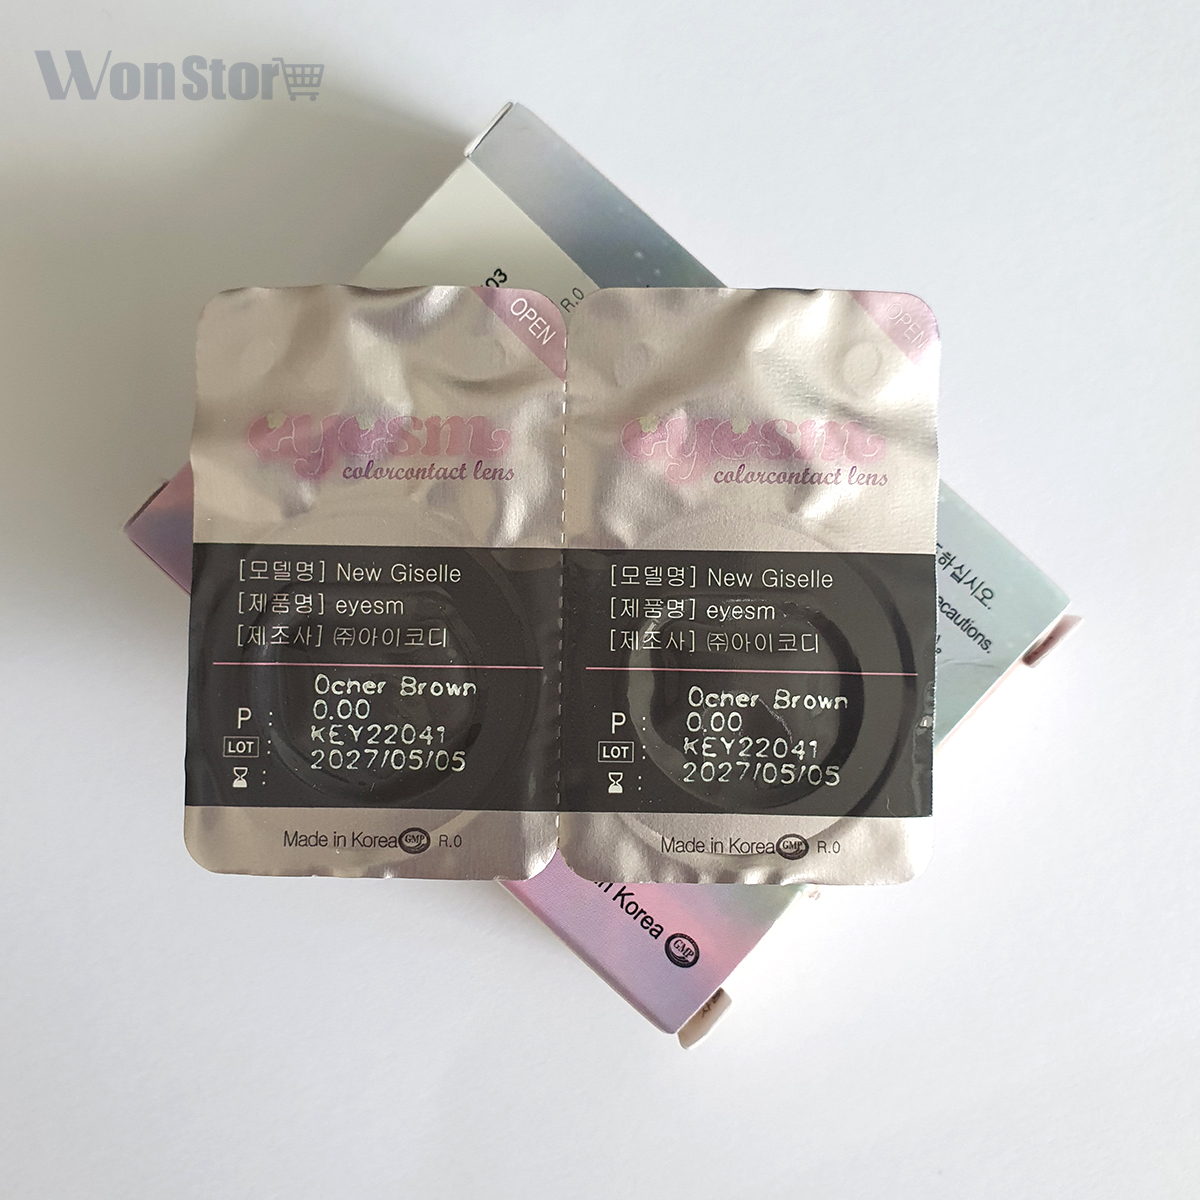 WonStor
03
R.0
OPEN
eyesm
colorcontact lens
[모델명] New Giselle
[제품명] eyesm
[제조사] ㈜아이코디
Ocher Brown
P : 0.00
LOT : KEY22041
: 2027/05/05
Made in Korea GMP R.0
OPEN
eyesm
colorcontact lens
[모델명] New Giselle
[제품명] eyesm
[제조사] ㈜아이코디
Ocher Brown
P : 0.00
LOT : KEY22041
: 2027/05/05
Made in Korea GMP R.0
하십시오.
ecautions.
in Korea GMP